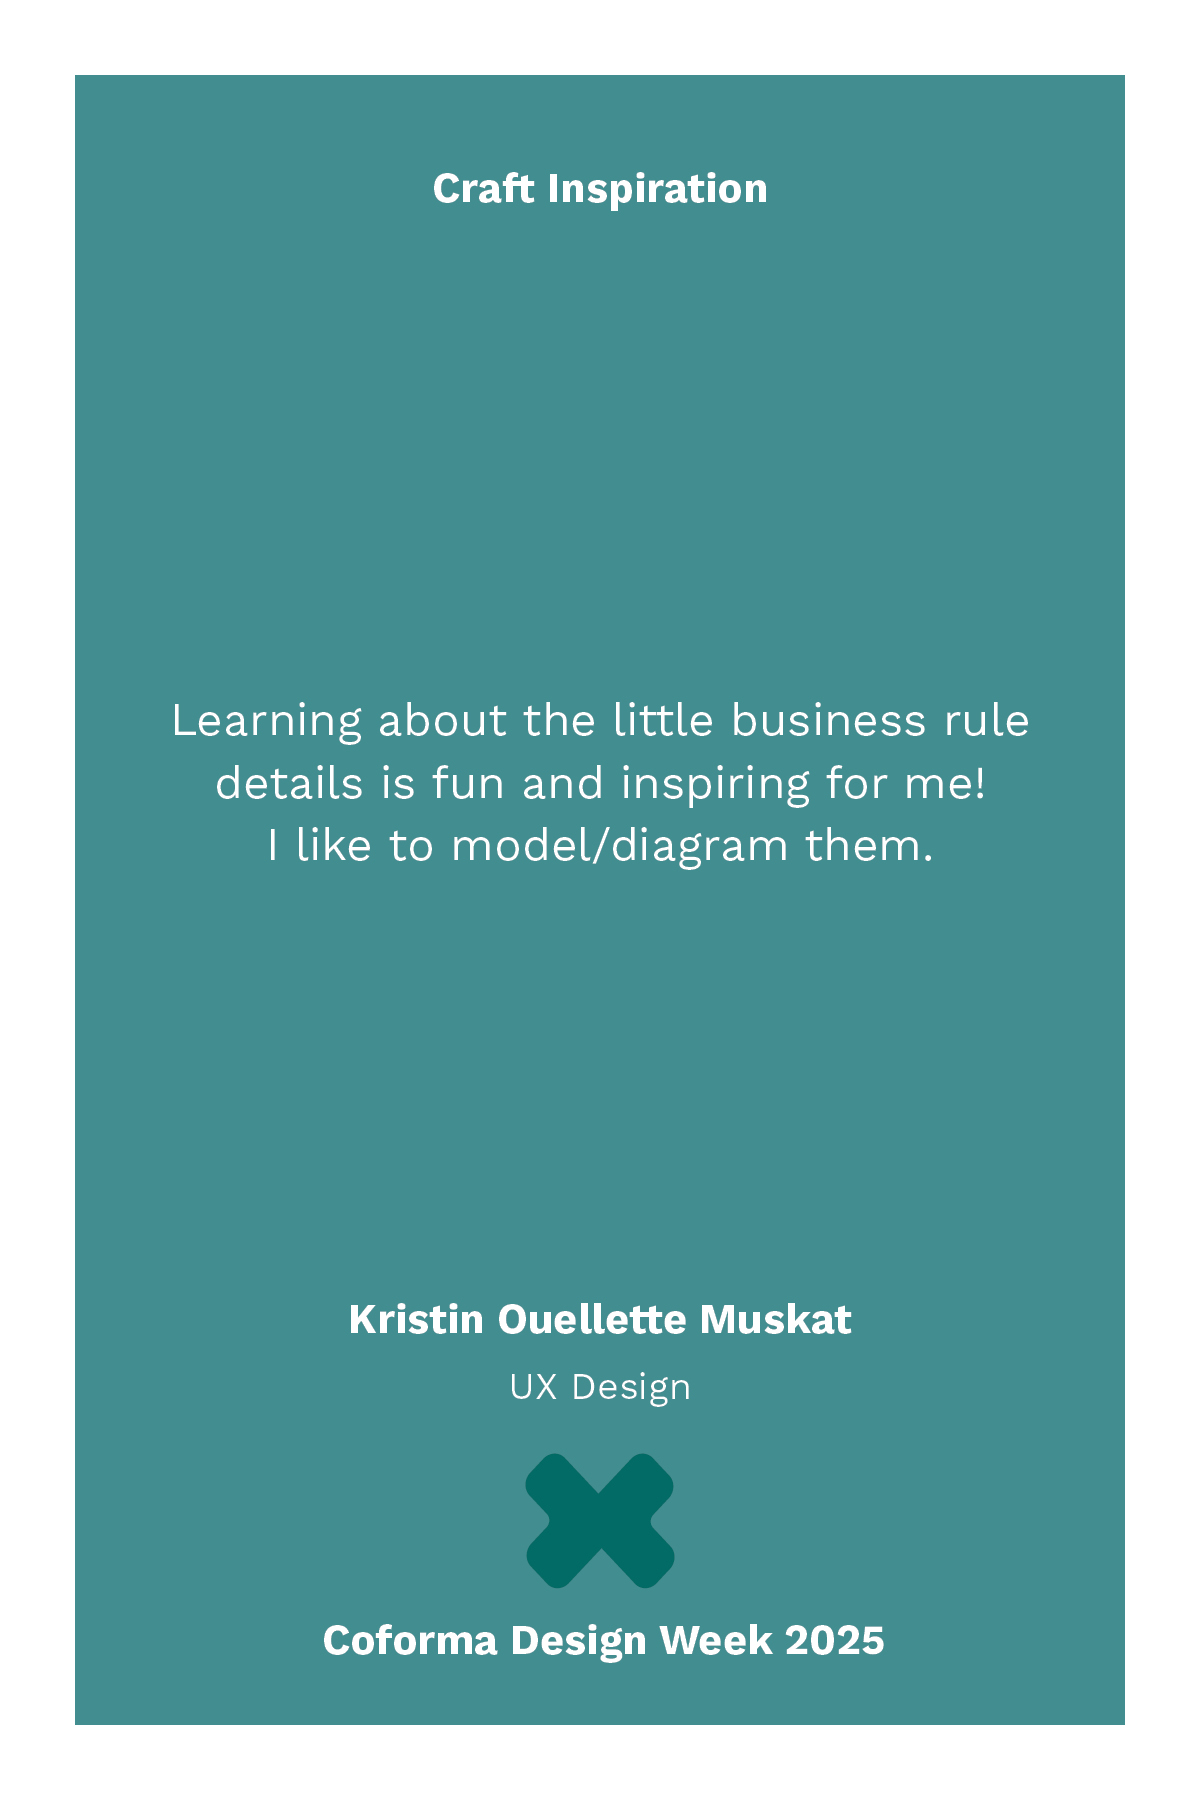 Craft Inspiration
Learning about the little business rule
details is fun and inspiring for me!
I like to model/diagram them.
Kristin Ouellette Muskat
UX Design
Coforma Design Week 2025